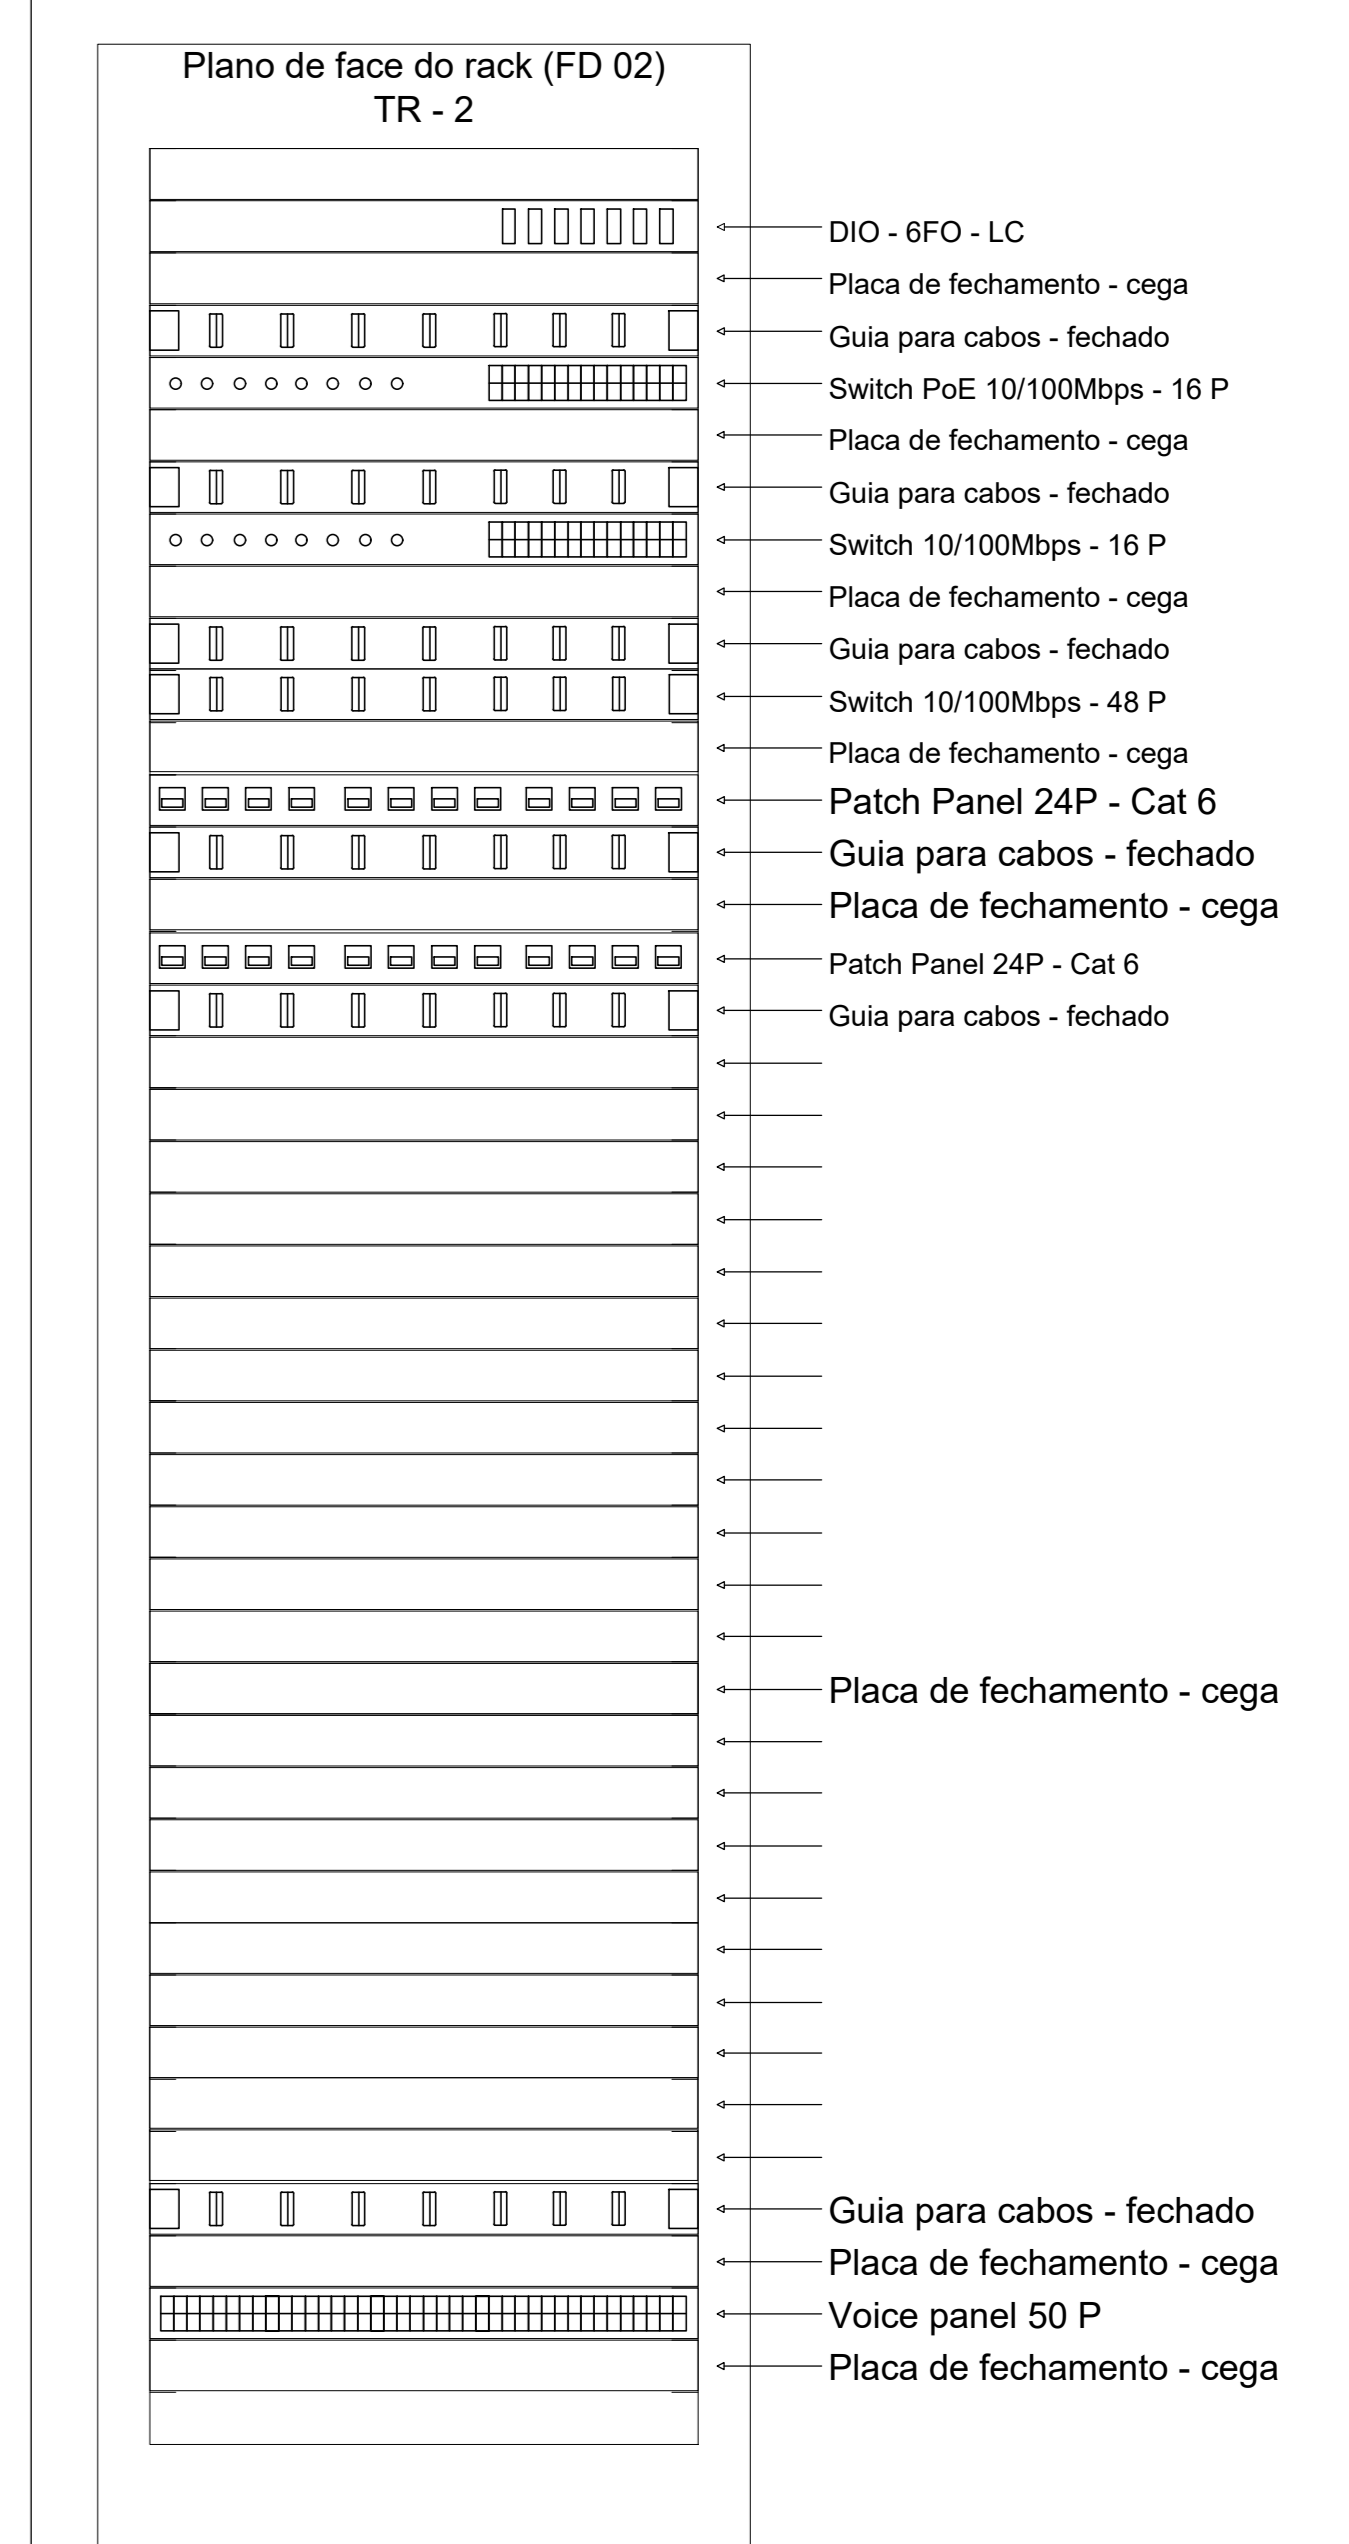 Plano de face do rack (FD 02)
TR - 2
DIO - 6FO - LC
Placa de fechamento - cega
Guia para cabos - fechado
Switch PoE 10/100Mbps - 16 P
Placa de fechamento - cega
Guia para cabos - fechado
Switch 10/100Mbps - 16 P
Placa de fechamento - cega
Guia para cabos - fechado
Switch 10/100Mbps - 48 P
Placa de fechamento - cega
Patch Panel 24P - Cat 6
Guia para cabos - fechado
Placa de fechamento - cega
Patch Panel 24P - Cat 6
Guia para cabos - fechado
Placa de fechamento - cega
Guia para cabos - fechado
Placa de fechamento - cega
Voice panel 50 P
Placa de fechamento - cega